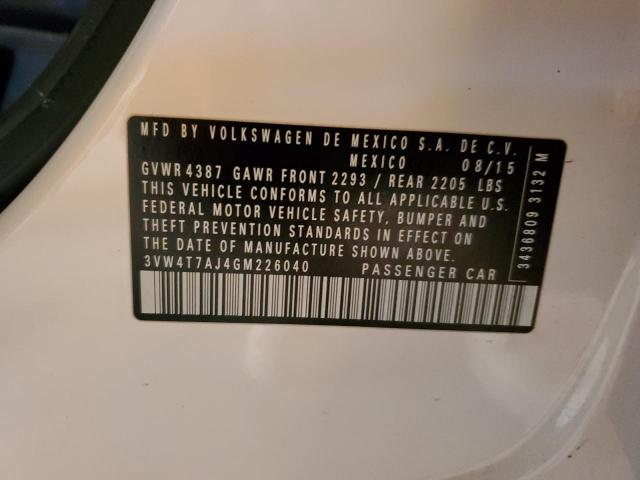 MFD BY VOLKSWAGEN DE MEXICO S.A. DE C.V.
MEXICO 08/15
GVWR 4387 GAWR FRONT 2293 / REAR 2205 LBS
THIS VEHICLE CONFORMS TO ALL APPLICABLE U.S.
FEDERAL MOTOR VEHICLE SAFETY, BUMPER AND
THEFT PREVENTION STANDARDS IN EFFECT ON
THE DATE OF MANUFACTURE SHOWN ABOVE.
3VW4T7AJ4GM226040 PASSENGER CAR
3436809 3132 M